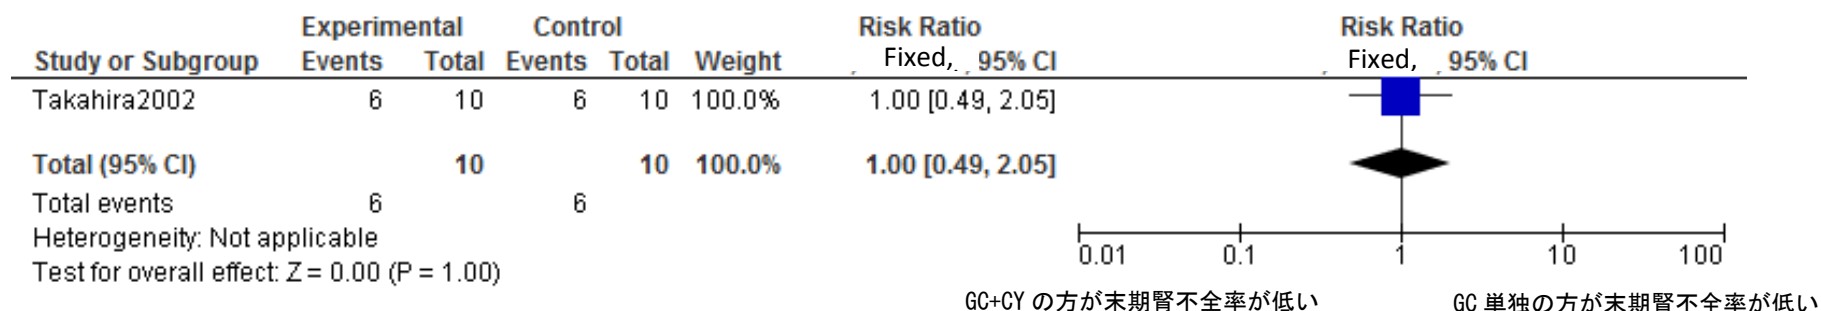 Experimental Control Risk Ratio Risk Ratio
Study or Subgroup Events Total Events Total Weight Fixed, 95% CI Fixed, 95% CI
Takahira2002 6 10 6 10 100.0% 1.00 [0.49, 2.05]
Total (95% CI) 10 10 100.0% 1.00 [0.49, 2.05]
Total events 6 6
Heterogeneity: Not applicable
Test for overall effect: Z = 0.00 (P = 1.00)
0.01 0.1 1 10 100
GC+CY の方が末期腎不全率が低い GC 単独の方が末期腎不全率が低い